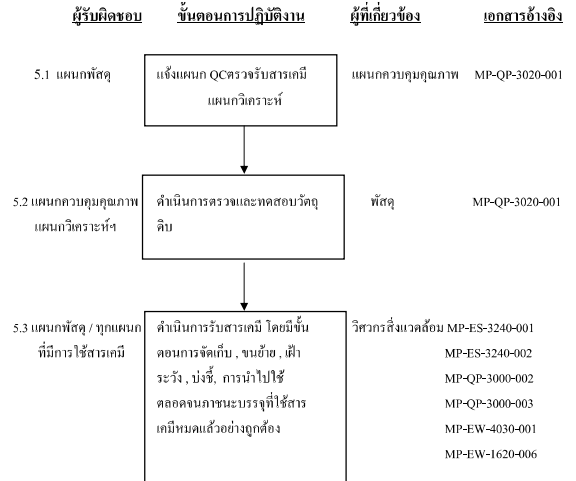 ผู้รับผิดชอบ ขั้นตอนการปฏิบัติงาน ผู้ที่เกี่ยวข้อง เอกสารอ้างอิง
5.1 แผนกพัสดุ แจ้งแผนก QCตรวจรับสารเคมี แผนกควบคุมคุณภาพ MP-QP-3020-001
แผนกวิเคราะห์
5.2 แผนกควบคุมคุณภาพ ดำเนินการตรวจและทดสอบวัตถุ พัสดุ MP-QP-3020-001
แผนกวิเคราะห์ฯ ดิบ
5.3 แผนกพัสดุ / ทุกแผนก ดำเนินการรับสารเคมี โดยมีขั้น วิศวกรสิ่งแวดล้อม MP-ES-3240-001
ที่มีการใช้สารเคมี ตอนการจัดเก็บ , ขนย้าย , เฝ้า MP-ES-3240-002
ระวัง , บ่งชี้, การนำไปใช้ MP-QP-3000-002
ตลอดจนภาชนะบรรจุที่ใช้สาร MP-QP-3000-003
เคมีหมดแล้วอย่างถูกต้อง MP-EW-4030-001
MP-EW-1620-006